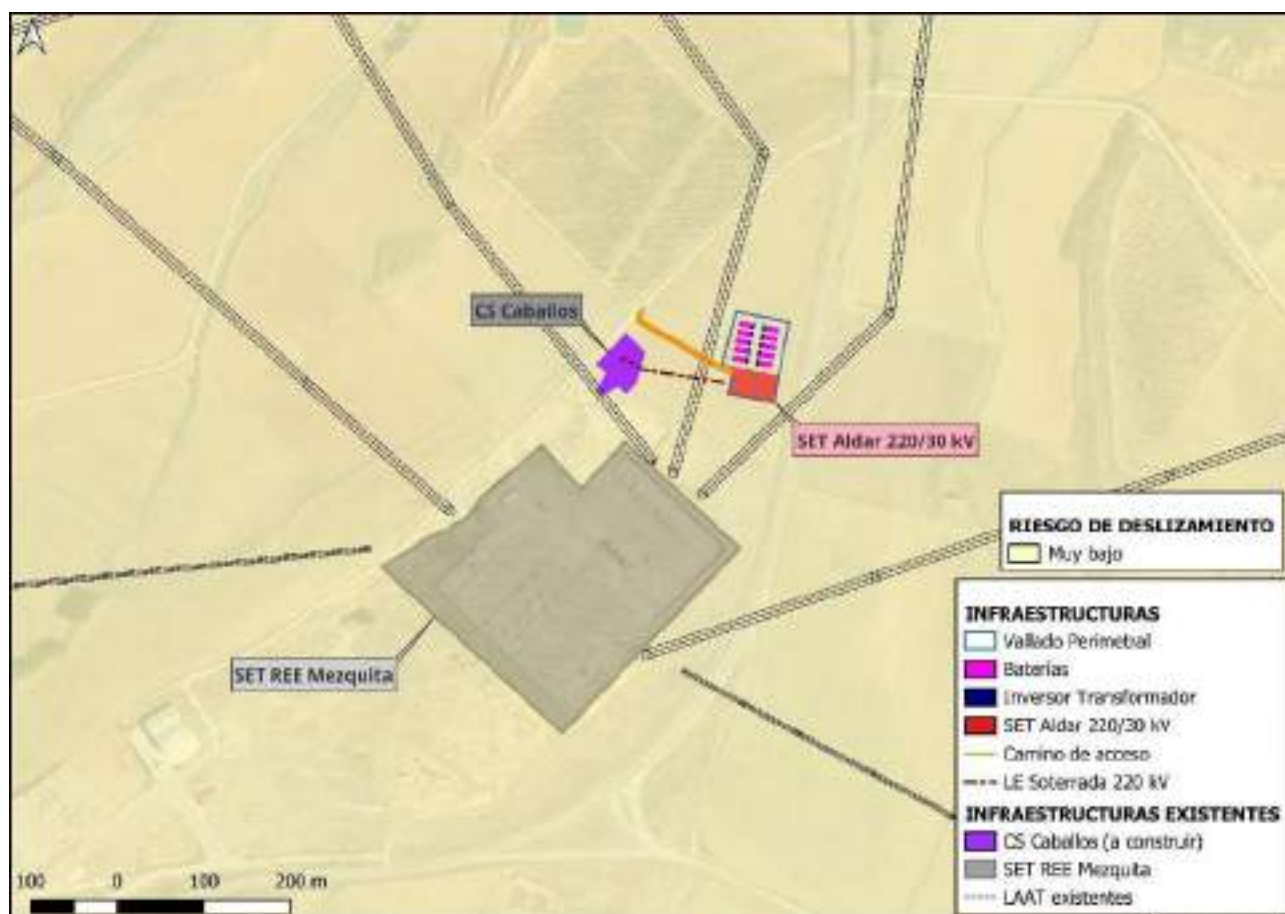 CS Caballos
SET Aldar 220/30 kV
SET REE Mezquita
RIESGO DE DESLIZAMIENTO
Muy bajo
INFRAESTRUCTURAS
Vallado Perimetral
Baterías
Inversor Transformador
SET Aldar 220/30 kV
Camino de acceso
LE Soterrada 220 kV
INFRAESTRUCTURAS EXISTENTES
CS Caballos (a construir)
SET REE Mezquita
LAAT existentes
100 0 100 200 m